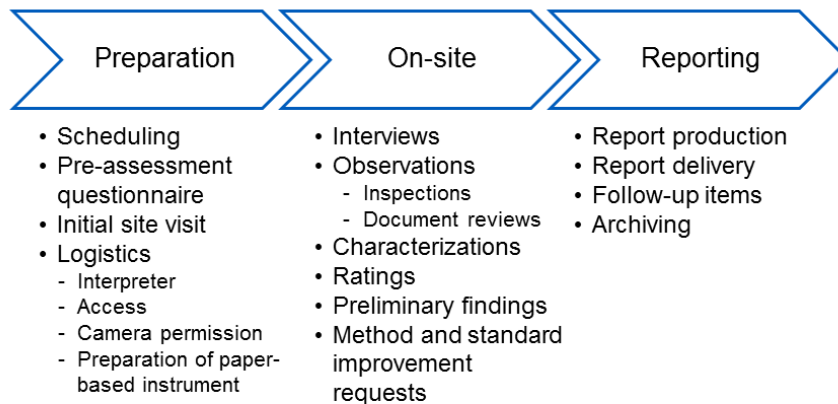 Preparation
On-site
Reporting
• Scheduling
• Pre-assessment
questionnaire
• Initial site visit
• Logistics
- Interpreter
- Access
- Camera permission
- Preparation of paper-
based instrument
• Interviews
• Observations
- Inspections
- Document reviews
• Characterizations
• Ratings
• Preliminary findings
• Method and standard
improvement
requests
• Report production
• Report delivery
• Follow-up items
• Archiving